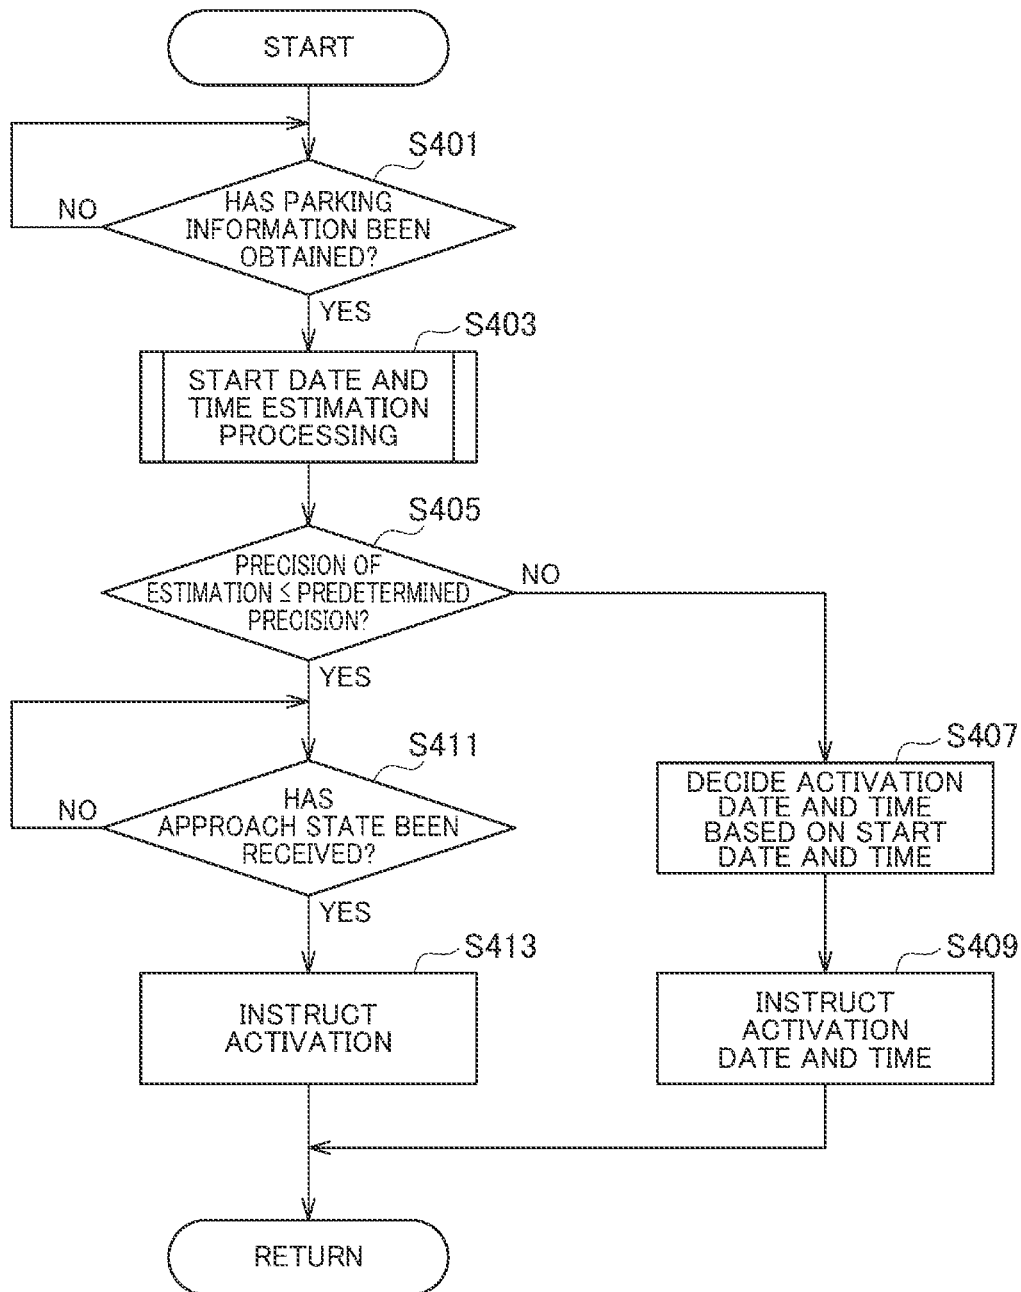 START
S401
HAS PARKING
INFORMATION BEEN
OBTAINED?
NO
YES
S403
START DATE AND
TIME ESTIMATION
PROCESSING
S405
PRECISION OF
ESTIMATION ≦ PREDETERMINED
PRECISION?
NO
YES
S411
HAS
APPROACH STATE BEEN
RECEIVED?
NO
YES
S407
DECIDE ACTIVATION
DATE AND TIME
BASED ON START
DATE AND TIME
S413
INSTRUCT
ACTIVATION
S409
INSTRUCT
ACTIVATION
DATE AND TIME
RETURN